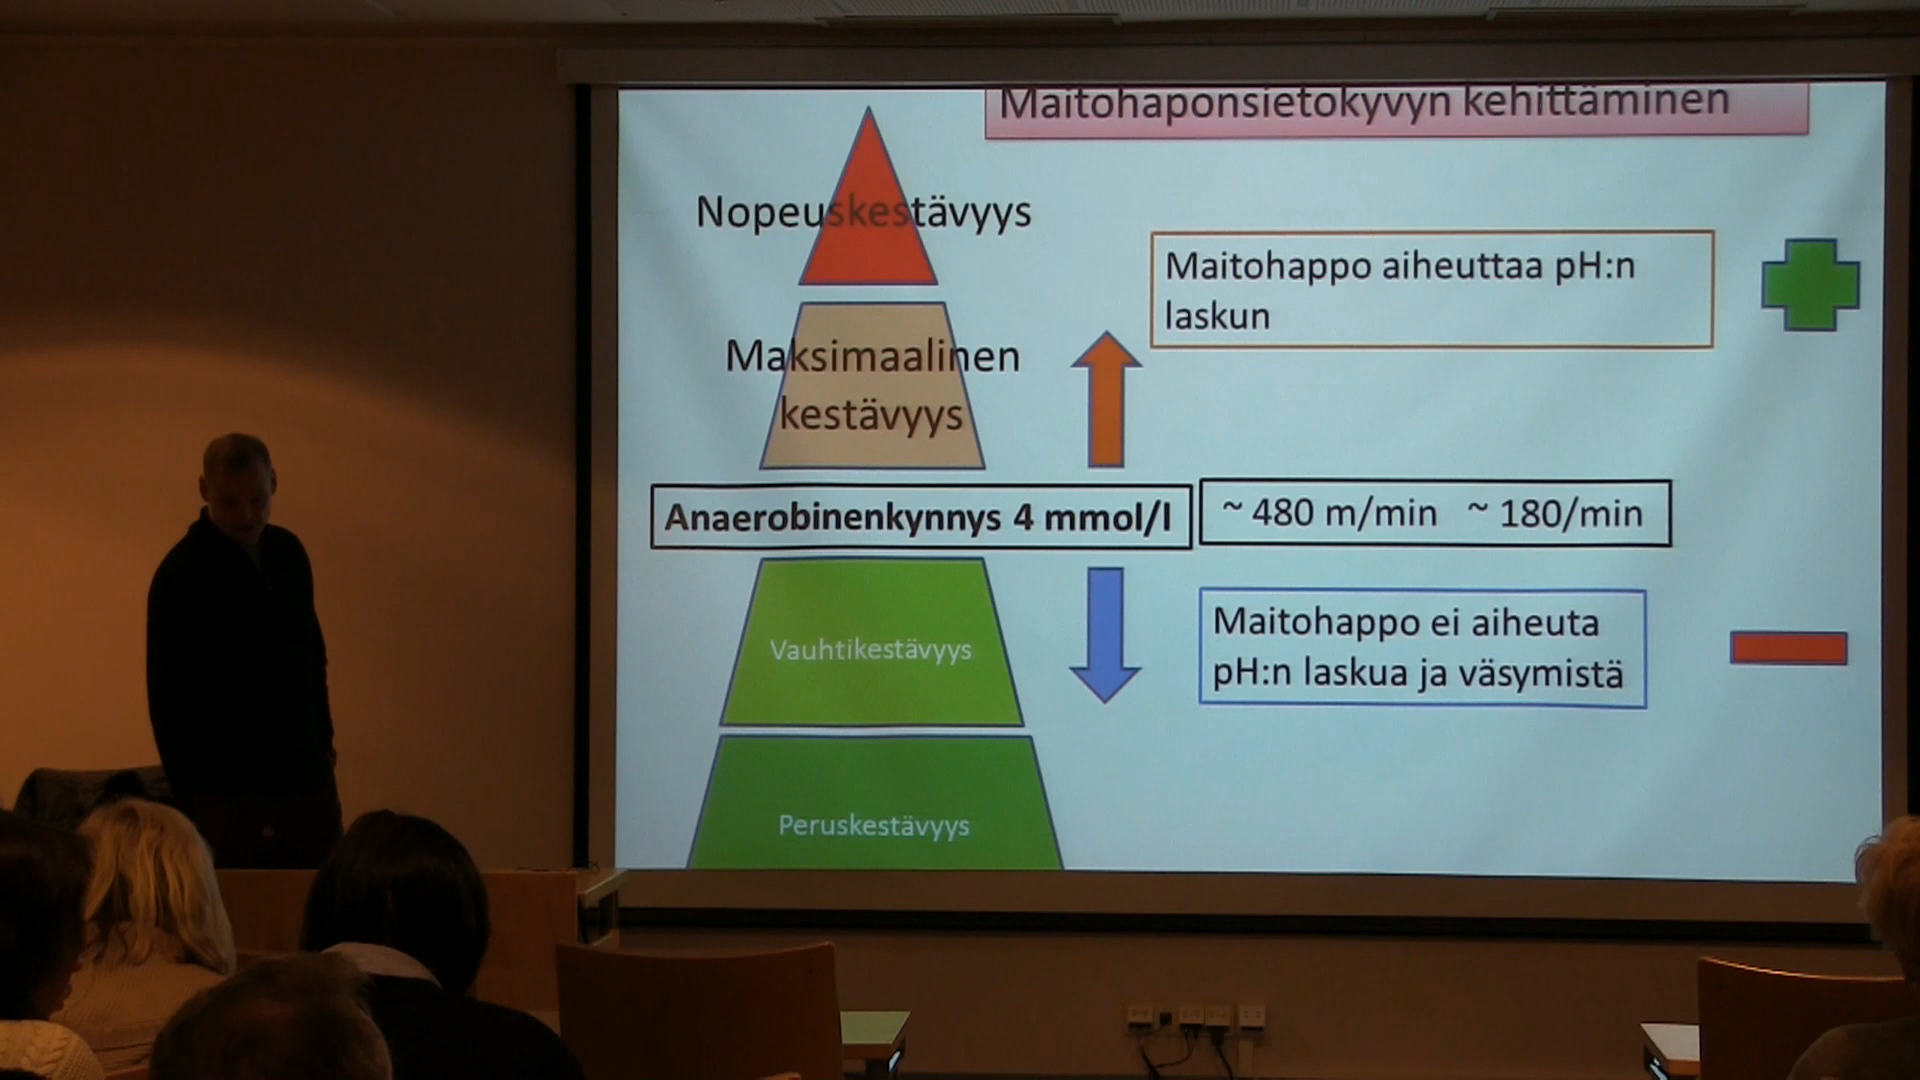 Maitohaponsietokyvyn kehittäminen
Nopeuskestävyys
Maitohappo aiheuttaa pH:n
laskun
Maksimaalinen
kestävyys
Anaerobinenkynnys 4 mmol/l
~ 480 m/min ~ 180/min
Vauhtikestävyys
Maitohappo ei aiheuta
pH:n laskua ja väsymistä
Peruskestävyys